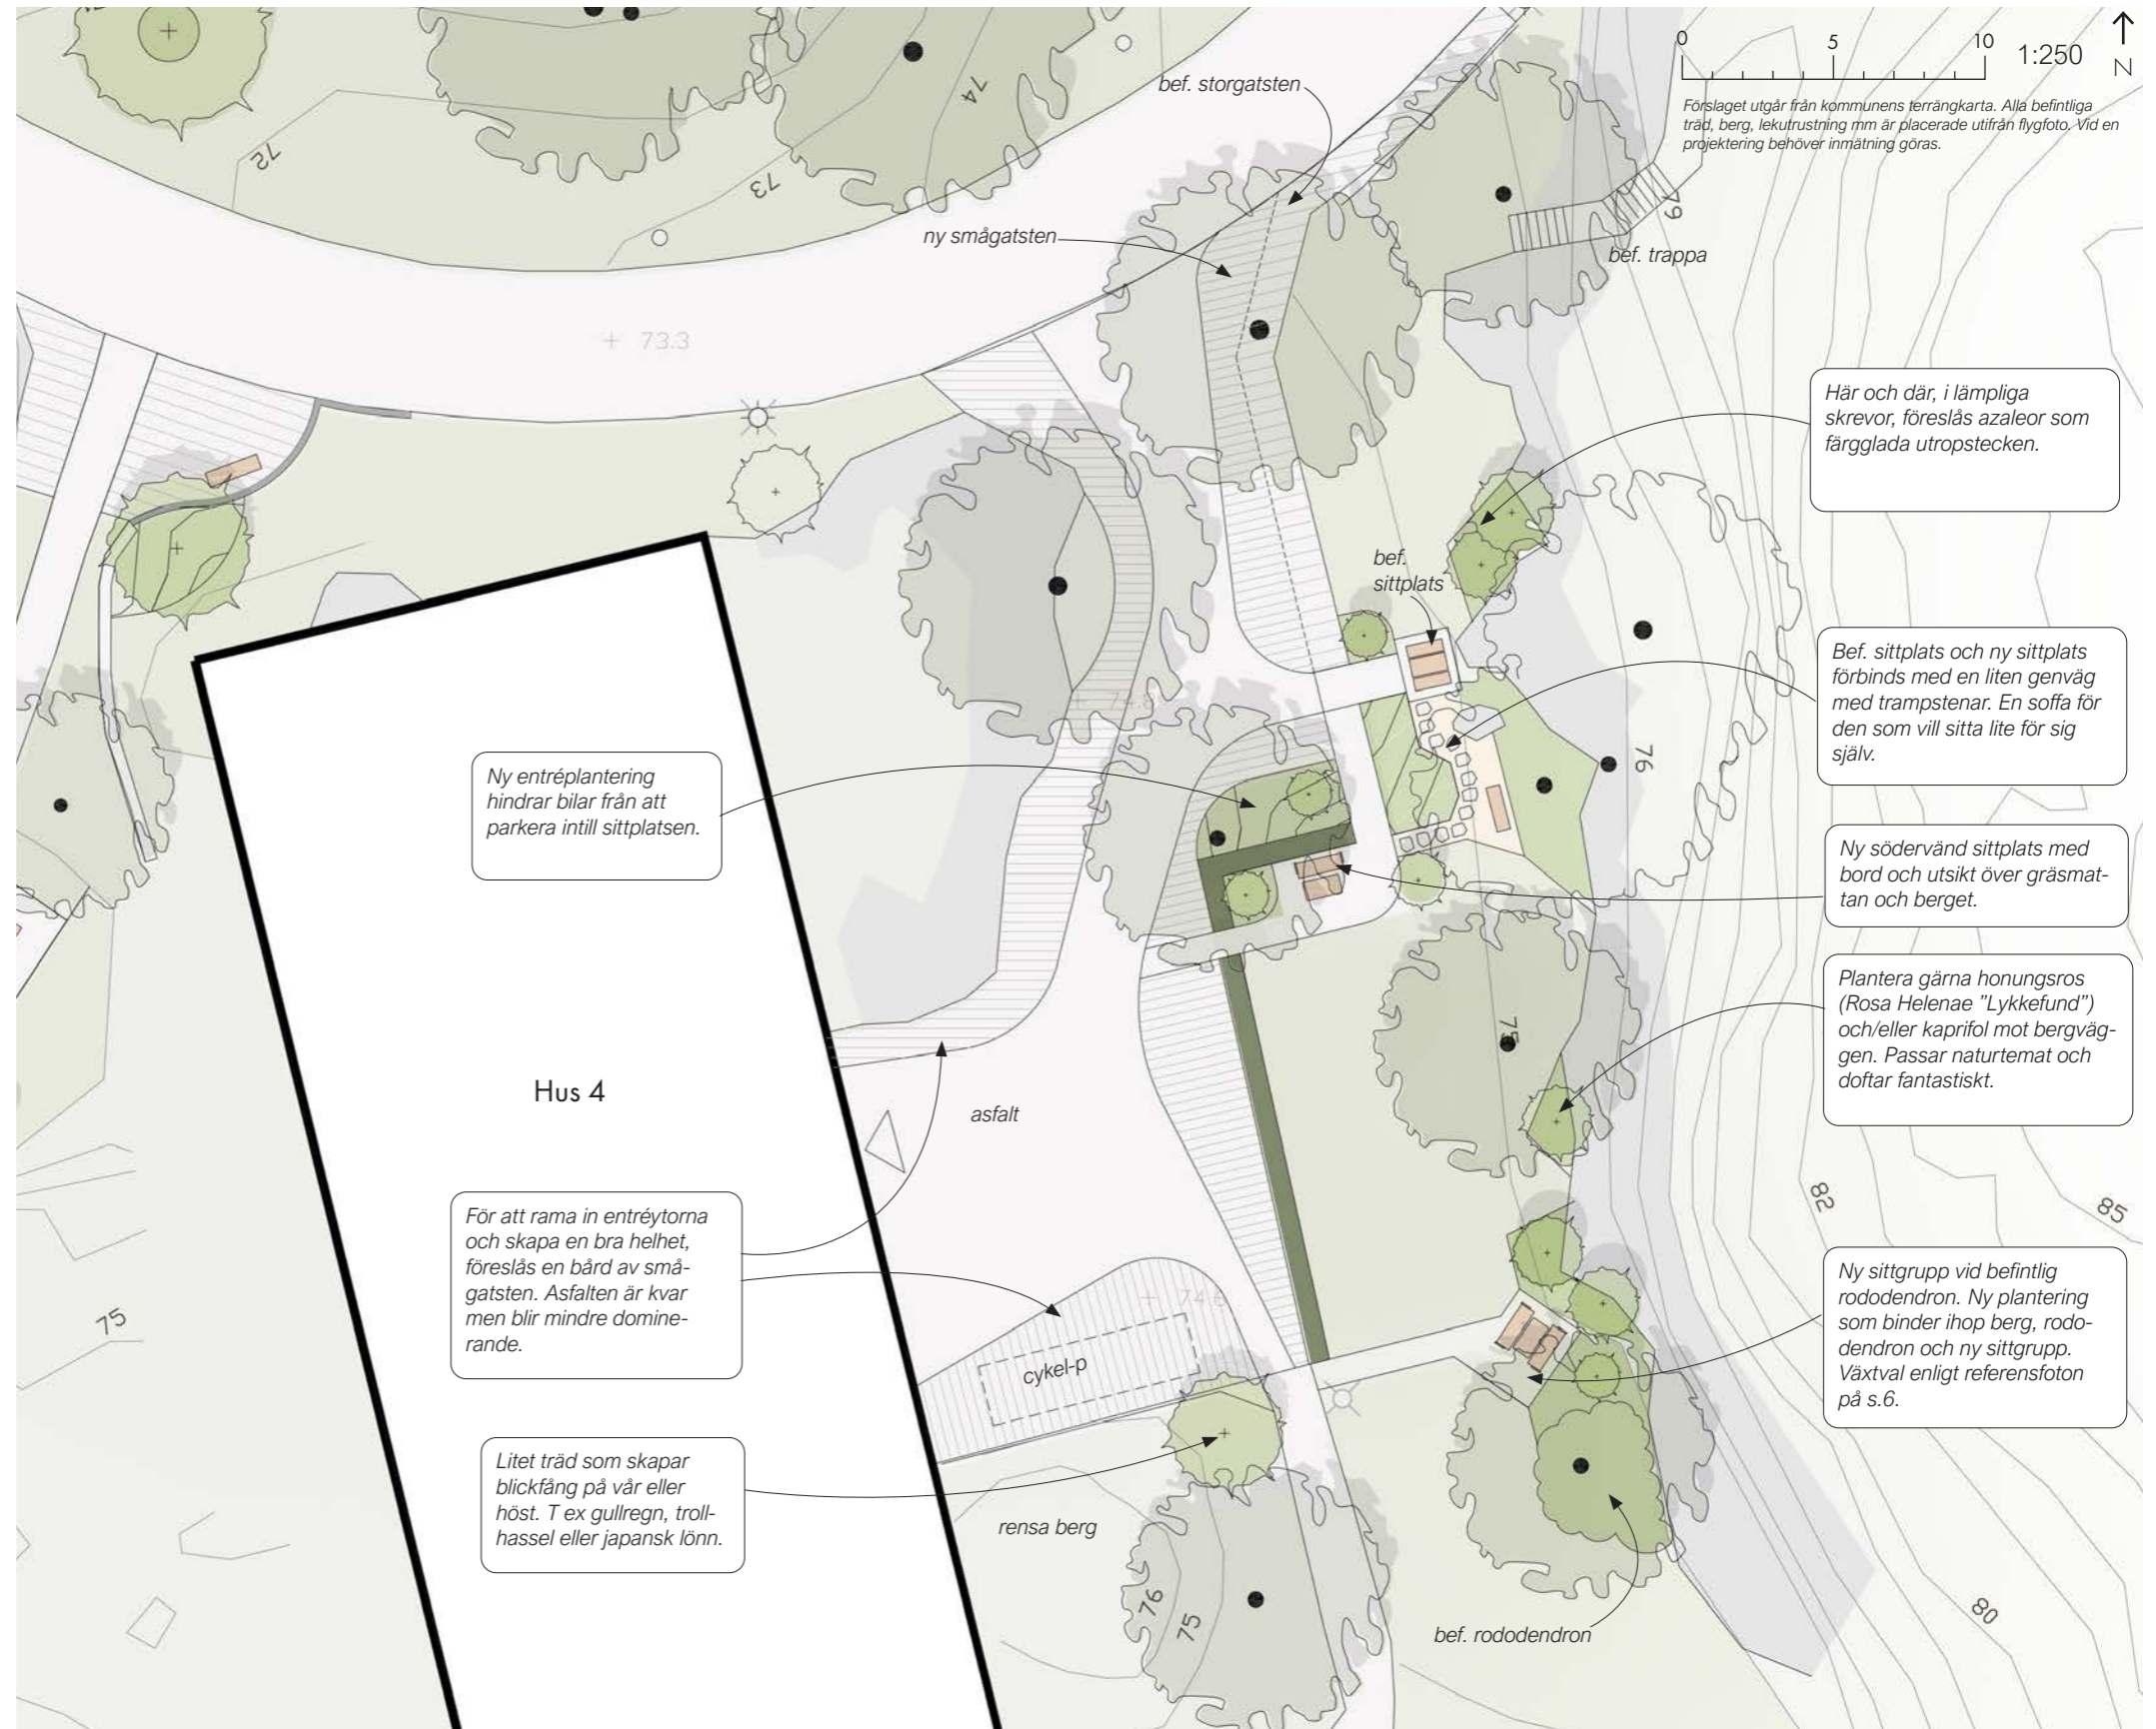 0 5 10 1:250
N
Förslaget utgår från kommunens terrängkarta. Alla befintliga
träd, berg, lekutrustning mm är placerade utifrån flygfoto. Vid en
projektering behöver inmätning göras.
bef. storgatsten
74
72
73
79
ny smågatsten
bef. trappa
73.3
Här och där, i lämpliga
skrevor, föreslås azaleor som
färgglada utropstecken.
bef.
sittplats
Bef. sittplats och ny sittplats
förbinds med en liten genväg
med trampstenar. En soffa för
den som vill sitta lite för sig
själv.
74.8
76
Ny entréplantering
hindrar bilar från att
parkera intill sittplatsen.
Ny södervänd sittplats med
bord och utsikt över gräsmat-
tan och berget.
Plantera gärna honungsros
(Rosa Helenae ”Lykkefund”)
och/eller kaprifol mot bergväg-
gen. Passar naturtemat och
doftar fantastiskt.
75
Hus 4
asfalt
82
85
För att rama in entréytorna
och skapa en bra helhet,
föreslås en bård av små-
gatsten. Asfalten är kvar
men blir mindre domine-
rande.
75
74.6
cykel-p
Ny sittgrupp vid befintlig
rododendron. Ny plantering
som binder ihop berg, rodo-
dendron och ny sittgrupp.
Växtval enligt referensfoton
på s.6.
Litet träd som skapar
blickfång på vår eller
höst. T ex gullregn, troll-
hassel eller japansk lönn.
rensa berg
76
75
80
bef. rododendron